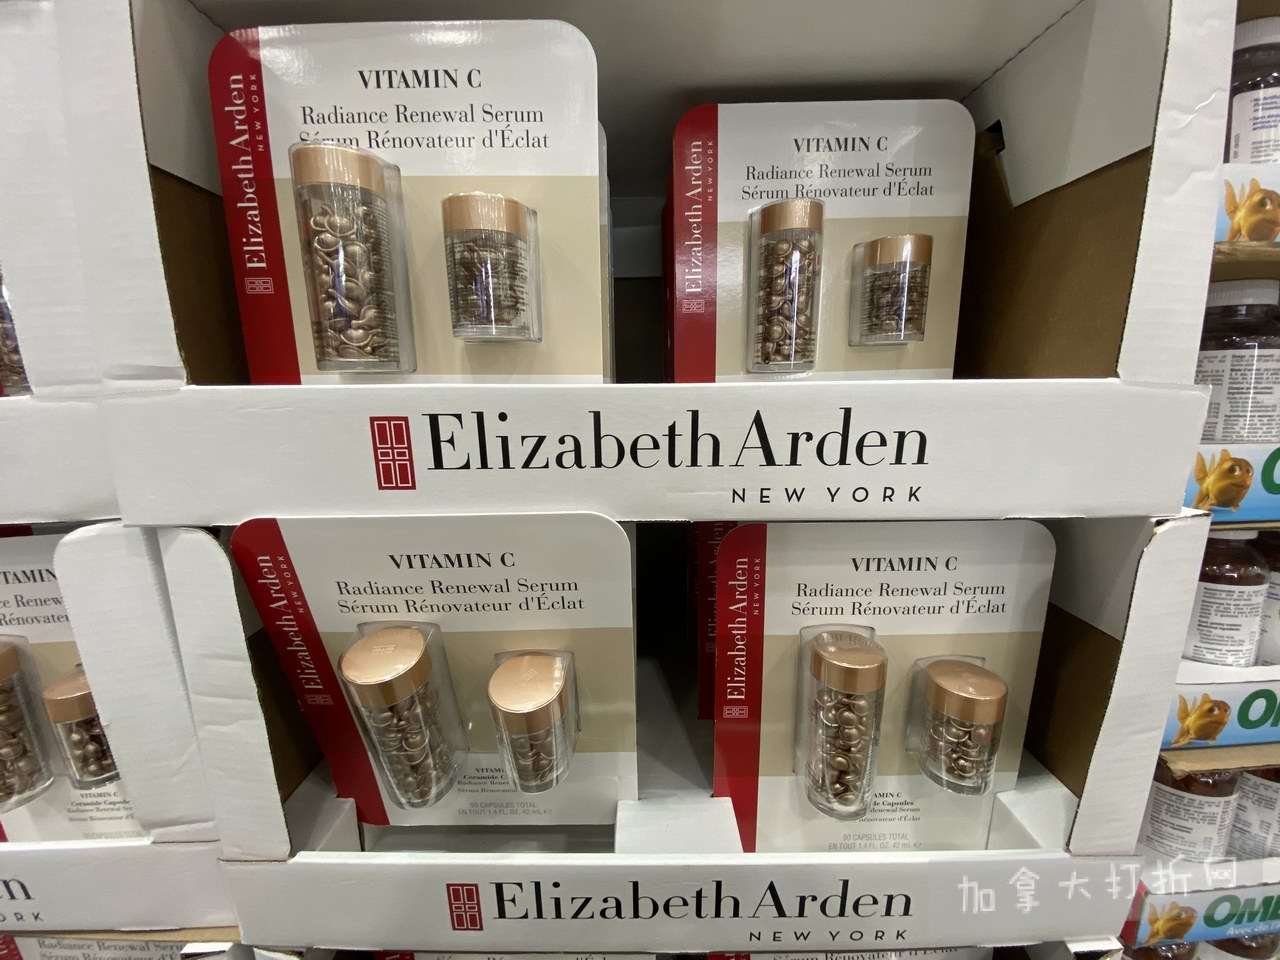 VITAMIN C
Radiance Renewal Serum
Sérum Rénovateur d'Éclat
Elizabeth Arden
NEW YORK
VITAMIN C
Radiance Renewal Serum
Sérum Rénovateur d'Éclat
Elizabeth Arden
NEW YORK
Elizabeth Arden
NEW YORK
VITAMIN C
Radiance Renewal Serum
Sérum Rénovateur d'Éclat
Elizabeth Arden
NEW YORK
90 CAPSULES TOTAL
EN TOUT 1.4 FL. OZ. 42 mL ℮
VITAMIN C
Radiance Renewal Serum
Sérum Rénovateur d'Éclat
Elizabeth Arden
NEW YORK
90 CAPSULES TOTAL
EN TOUT 1.4 FL. OZ. 42 mL ℮
VITAMIN C
Radiance Renewal Serum
Elizabeth Arden
NEW YORK
加拿大打折网